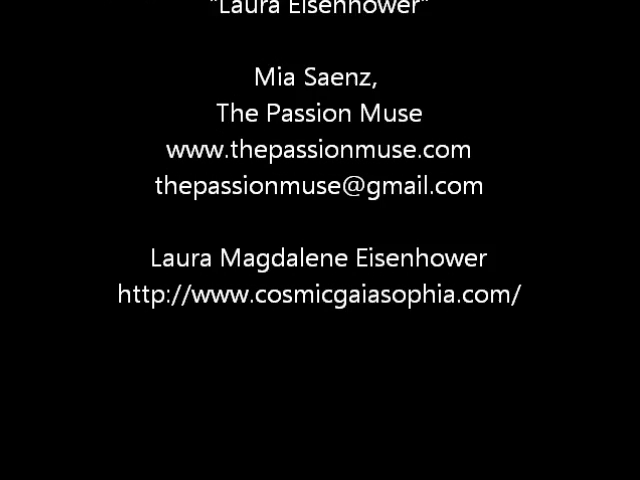 "Laura Eisenhower"
Mia Saenz,
The Passion Muse
www.thepassionmuse.com
thepassionmuse@gmail.com
Laura Magdalene Eisenhower
http://www.cosmicgaiasophia.com/